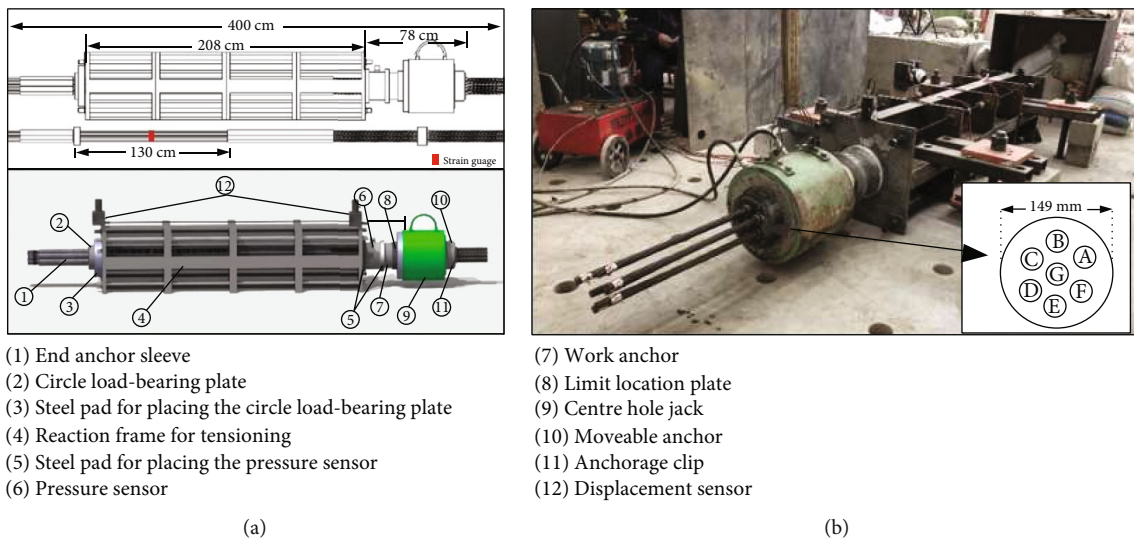 400 cm
208 cm
78 cm
130 cm
Strain guage
12
2
6
8
10
1
3
4
5
7
9
11
149 mm
B
C
A
G
D
F
E
(1) End anchor sleeve
(2) Circle load-bearing plate
(3) Steel pad for placing the circle load-bearing plate
(4) Reaction frame for tensioning
(5) Steel pad for placing the pressure sensor
(6) Pressure sensor
(a)
(7) Work anchor
(8) Limit location plate
(9) Centre hole jack
(10) Moveable anchor
(11) Anchorage clip
(12) Displacement sensor
(b)